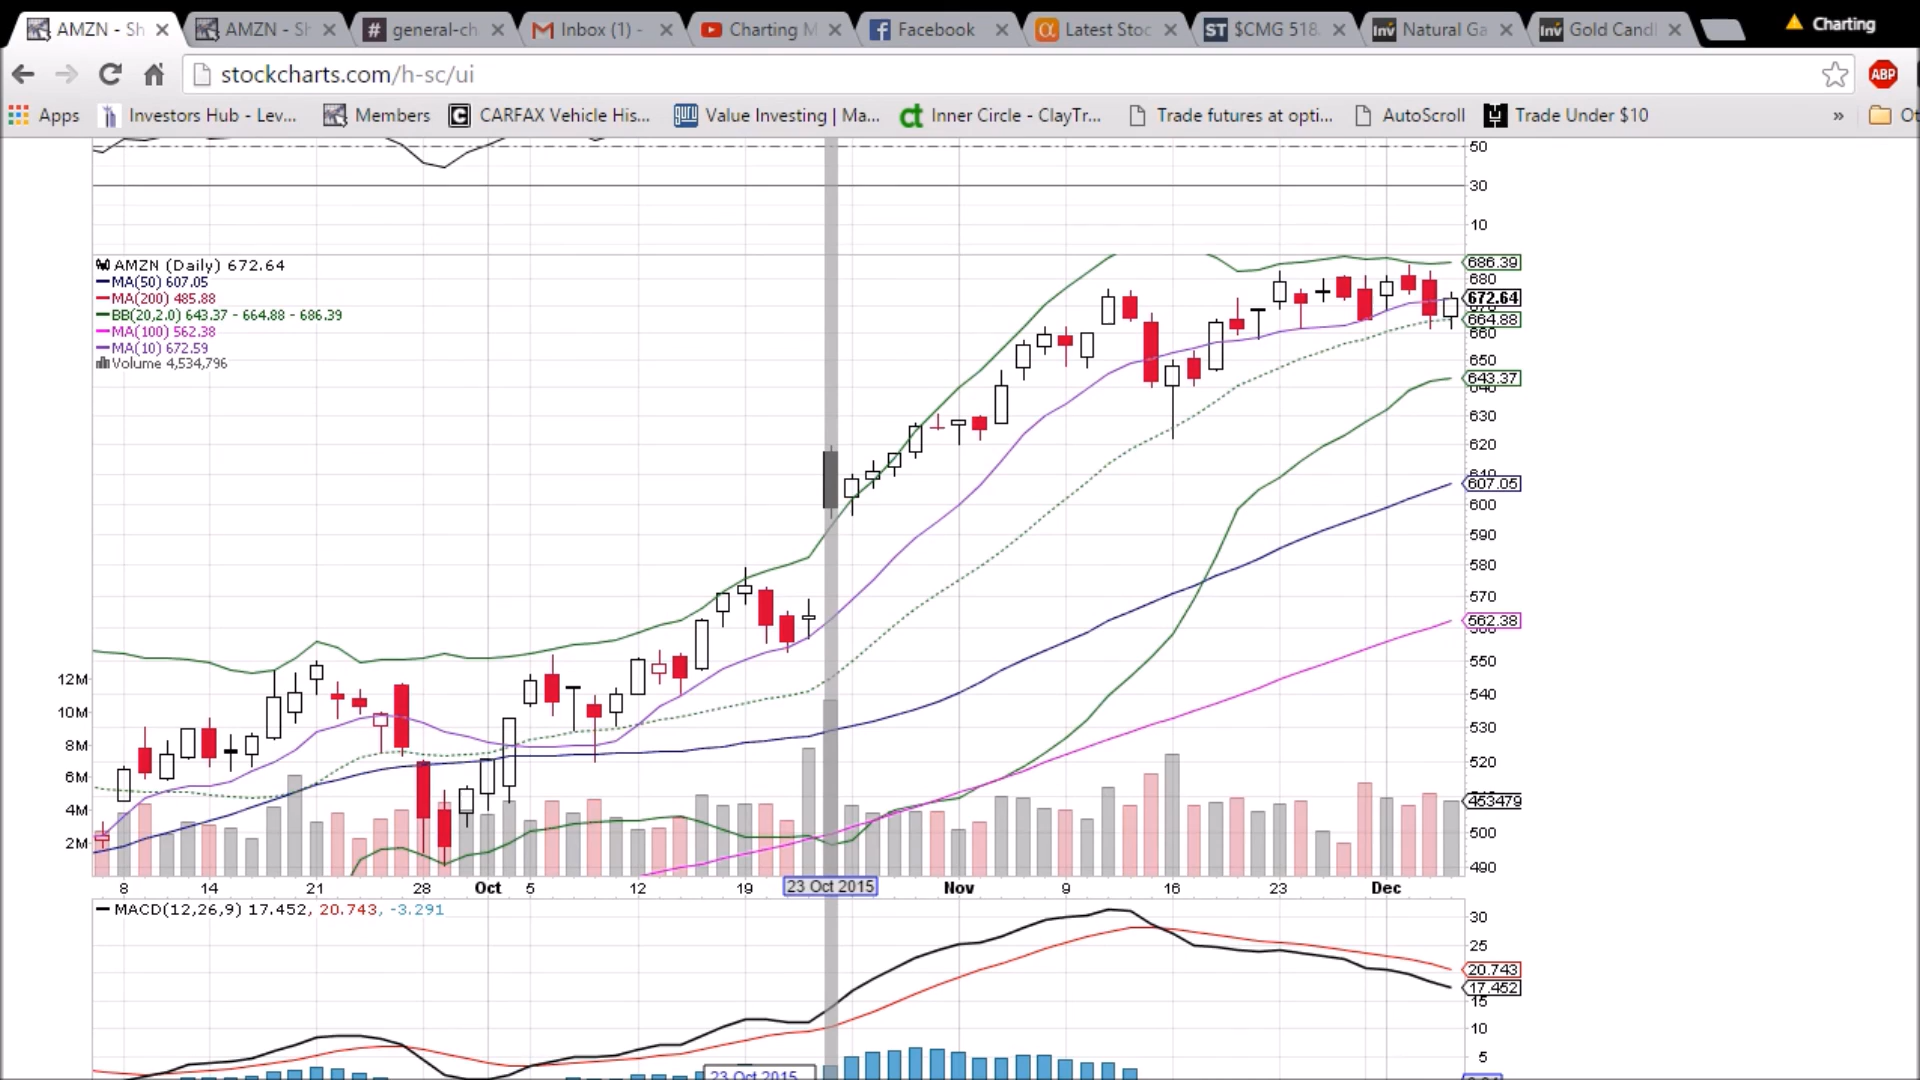 AMZN - Sh
AMZN - Sh
general-ch
Inbox (1) -
Charting M
Facebook
Latest Stoc
ST $CMG 518.
Inv Natural Ga
Inv Gold Candl
Charting
stockcharts.com/h-sc/ui
ABP
Apps
Investors Hub - Lev...
Members
CARFAX Vehicle His...
Value Investing | Ma...
Inner Circle - ClayTr...
Trade futures at opti...
AutoScroll
Trade Under $10
»
Ot
50
30
10
AMZN (Daily) 672.64
MA(50) 607.05
MA(200) 485.88
BB(20,2.0) 643.37 - 664.88 - 686.39
MA(100) 562.38
MA(10) 672.59
Volume 4,534,796
686.39
680
672.64
664.88
660
650
643.37
630
620
610
607.05
600
590
580
570
562.38
550
540
530
520
453479
500
490
12M
10M
8M
6M
4M
2M
8 14 21 28 Oct 5 12 19 23 Oct 2015 Nov 9 16 23 Dec
MACD(12,26,9) 17.452, 20.743, -3.291
30
25
20.743
17.452
15
10
5
23 Oct 2015